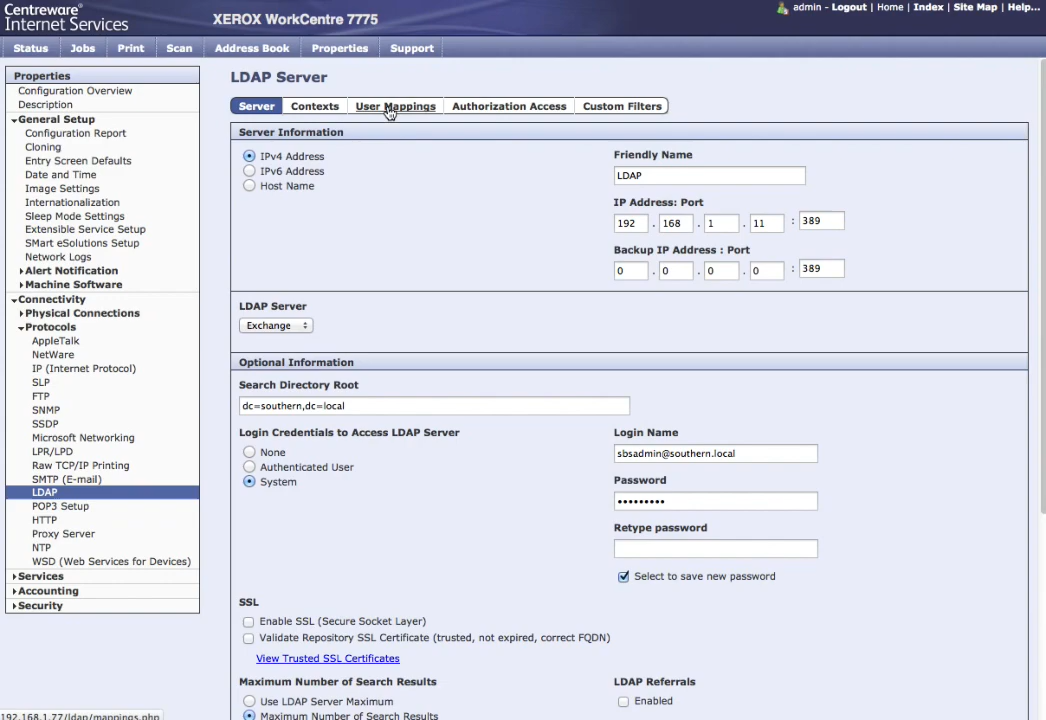 Centreware®
Internet Services
XEROX WorkCentre 7775
admin - Logout | Home | Index | Site Map | Help...
Status
Jobs
Print
Scan
Address Book
Properties
Support
Properties
Configuration Overview
Description
General Setup
Configuration Report
Cloning
Entry Screen Defaults
Date and Time
Image Settings
Internationalization
Sleep Mode Settings
Extensible Service Setup
SMart eSolutions Setup
Network Logs
Alert Notification
Machine Software
Connectivity
Physical Connections
Protocols
AppleTalk
NetWare
IP (Internet Protocol)
SLP
FTP
SNMP
SSDP
Microsoft Networking
LPR/LPD
Raw TCP/IP Printing
SMTP (E-mail)
LDAP
POP3 Setup
HTTP
Proxy Server
NTP
WSD (Web Services for Devices)
Services
Accounting
Security
LDAP Server
Server
Contexts
User Mappings
Authorization Access
Custom Filters
Server Information
IPv4 Address
IPv6 Address
Host Name
Friendly Name
LDAP
IP Address: Port
192 . 168 . 1 . 11 : 389
Backup IP Address : Port
0 . 0 . 0 . 0 : 389
LDAP Server
Exchange
Optional Information
Search Directory Root
dc=southern,dc=local
Login Credentials to Access LDAP Server
None
Authenticated User
System
Login Name
sbsadmin@southern.local
Password
•••••••••
Retype password
Select to save new password
SSL
Enable SSL (Secure Socket Layer)
Validate Repository SSL Certificate (trusted, not expired, correct FQDN)
View Trusted SSL Certificates
Maximum Number of Search Results
Use LDAP Server Maximum
Maximum Number of Search Results
LDAP Referrals
Enabled
192.168.1.77/ldap/mappings.php